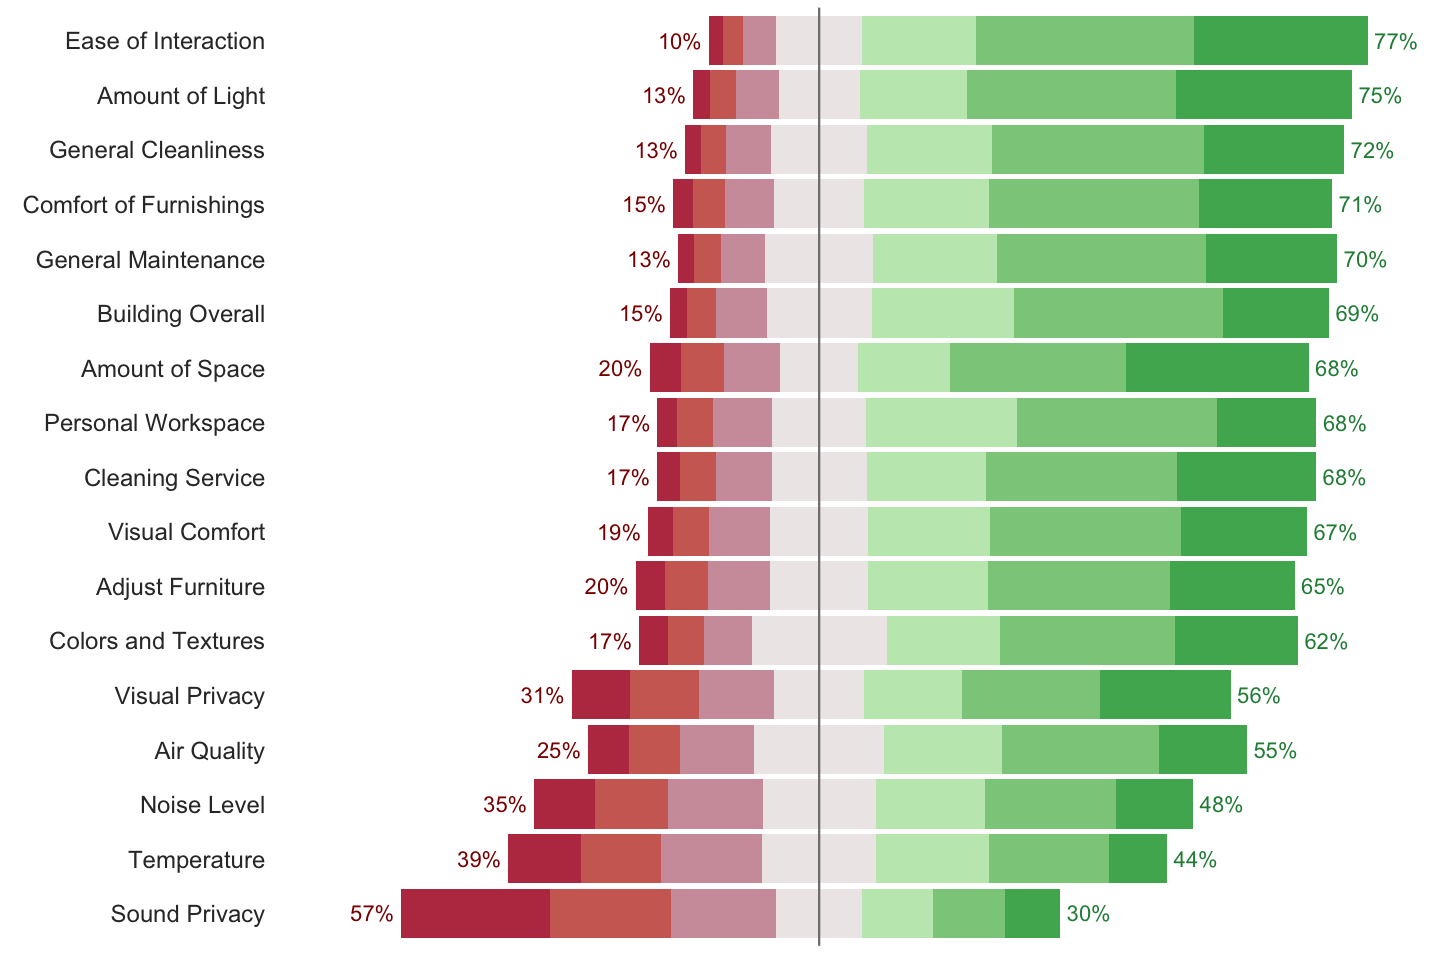 Ease of Interaction 10% 77%
Amount of Light 13% 75%
General Cleanliness 13% 72%
Comfort of Furnishings 15% 71%
General Maintenance 13% 70%
Building Overall 15% 69%
Amount of Space 20% 68%
Personal Workspace 17% 68%
Cleaning Service 17% 68%
Visual Comfort 19% 67%
Adjust Furniture 20% 65%
Colors and Textures 17% 62%
Visual Privacy 31% 56%
Air Quality 25% 55%
Noise Level 35% 48%
Temperature 39% 44%
Sound Privacy 57% 30%